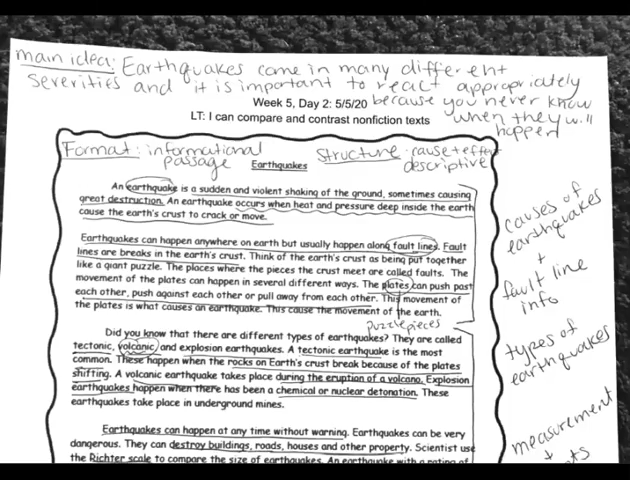 main idea: Earthquakes come in many different
severities and it is important to react appropriately
because you never know
when they will
happen
Week 5, Day 2: 5/5/20
LT: I can compare and contrast nonfiction texts
Format: informational
passage
Structure: cause + effect
descriptive
Earthquakes
An earthquake is a sudden and violent shaking of the ground, sometimes causing
great destruction. An earthquake occurs when heat and pressure deep inside the earth
cause the earth's crust to crack or move.
Earthquakes can happen anywhere on earth but usually happen along fault lines. Fault
lines are breaks in the earth's crust. Think of the earth's crust as being put together
like a giant puzzle. The places where the pieces the crust meet are called faults. The
movement of the plates can happen in several different ways. The plates can push past
each other, push against each other or pull away from each other. This movement of
the plates is what causes an earthquake. This cause the movement of the earth.
puzzle pieces
Did you know that there are different types of earthquakes? They are called
tectonic, volcanic and explosion earthquakes. A tectonic earthquake is the most
common. These happen when the rocks on Earth's crust break because of the plates
shifting. A volcanic earthquake takes place during the eruption of a volcano. Explosion
earthquakes happen when there has been a chemical or nuclear detonation. These
earthquakes take place in underground mines.
Earthquakes can happen at any time without warning. Earthquakes can be very
dangerous. They can destroy buildings, roads, houses and other property. Scientist use
the Richter scale to compare the size of earthquakes. An earthquake with a rating of
causes of
earthquakes
+
fault line
info
types of
earthquakes
measurement
+